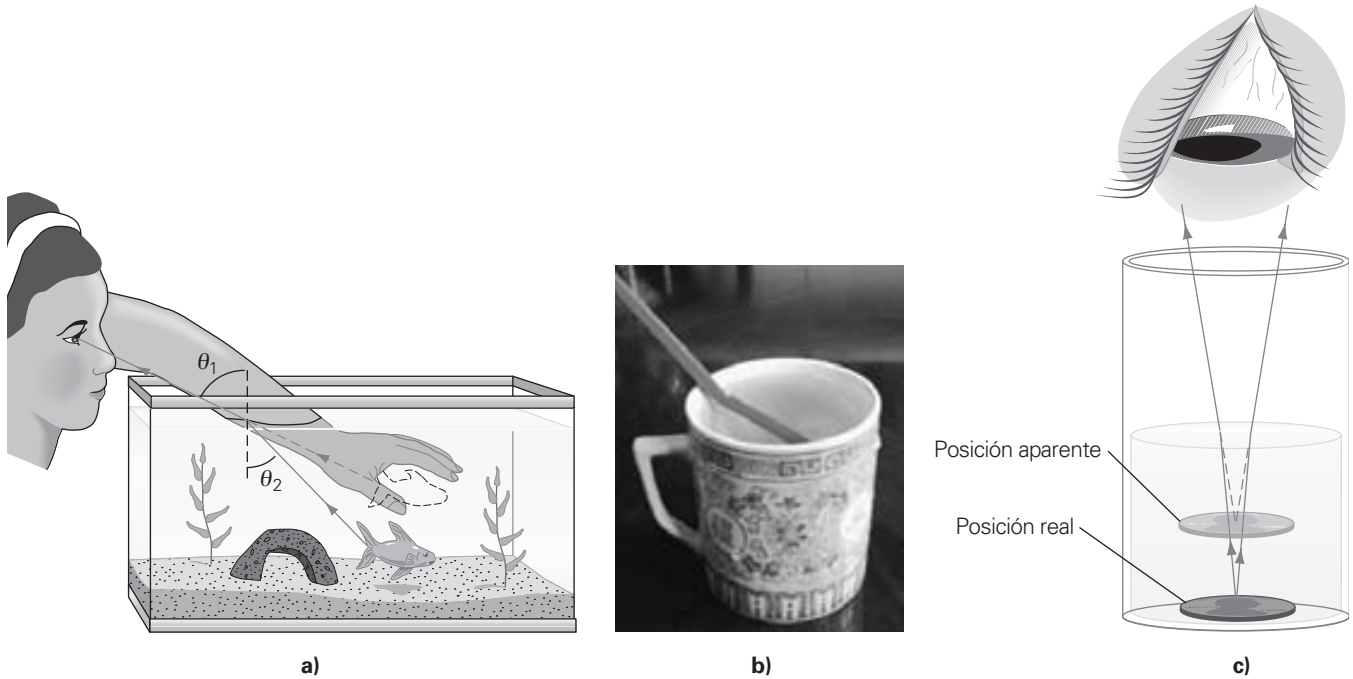 θ1
θ2
Posición aparente
Posición real
a)
b)
c)